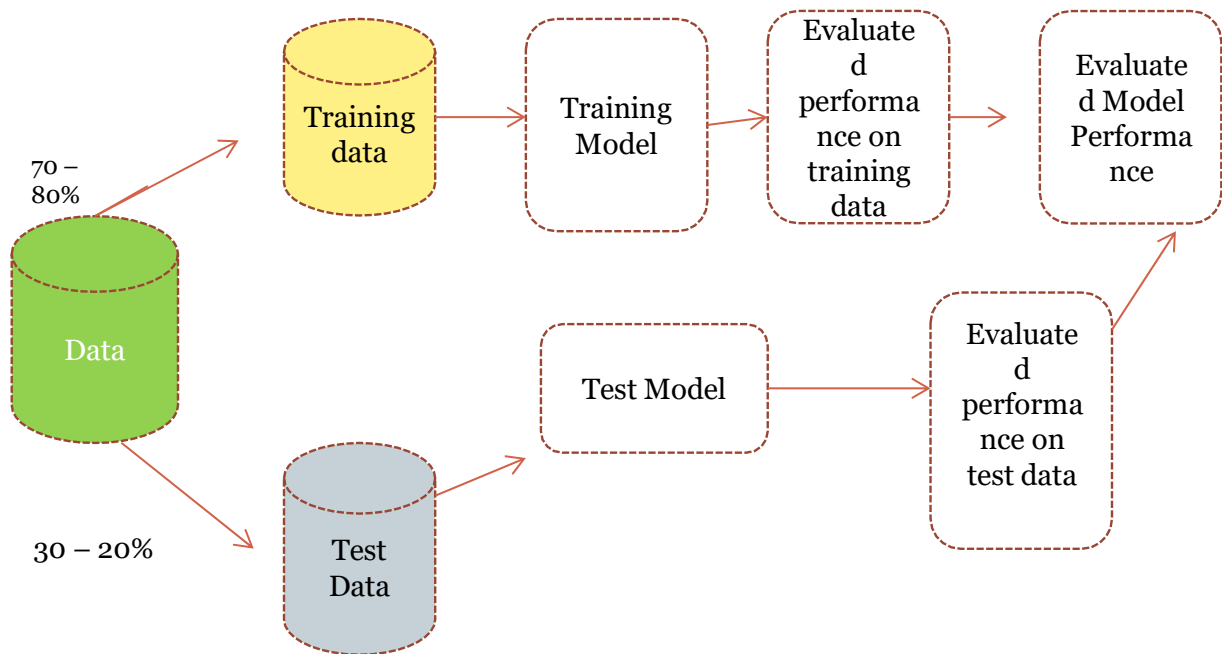 70 –
80%
Data
30 – 20%
Training
data
Training
Model
Evaluate
d
performa
nce on
training
data
Evaluate
d Model
Performa
nce
Test
Data
Test Model
Evaluate
d
performa
nce on
test data